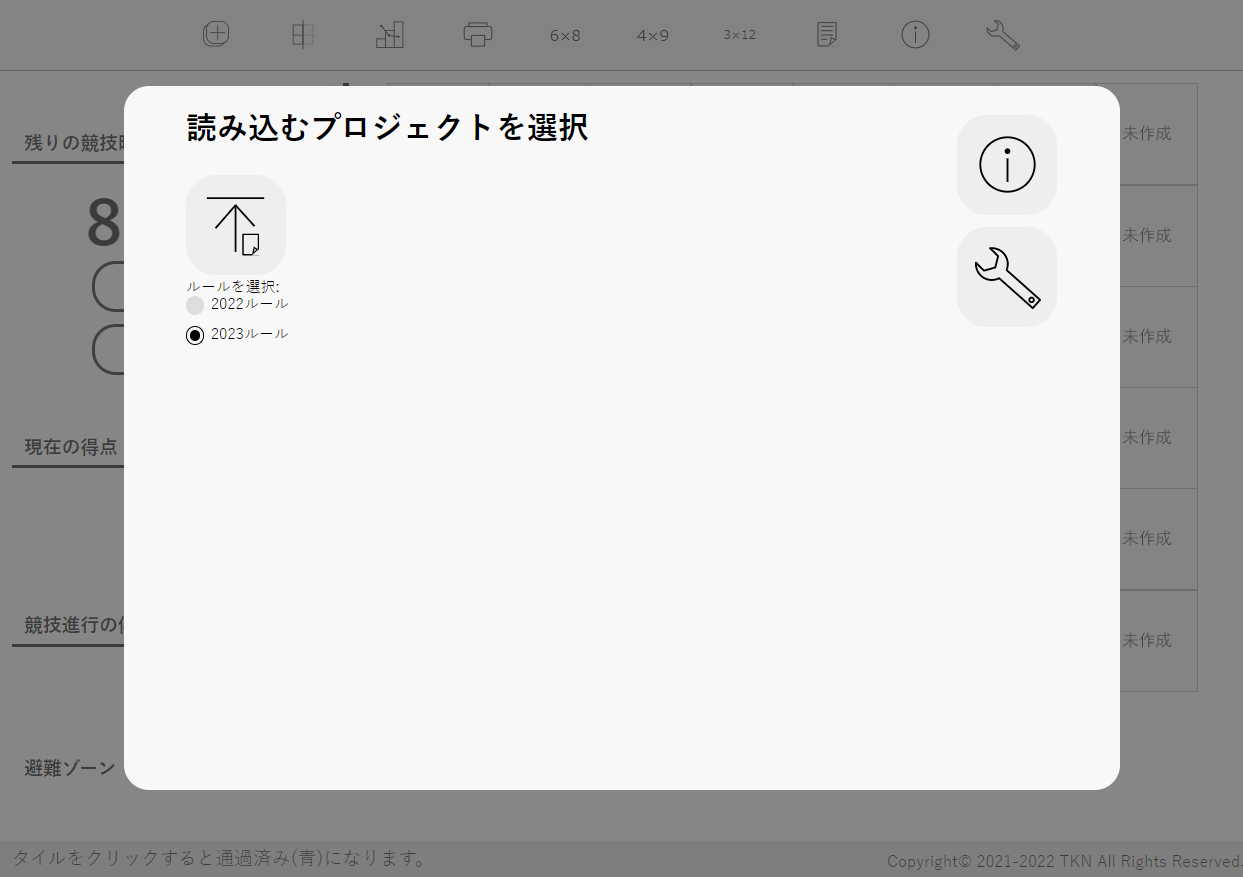 6×8
4×9
3×12
読み込むプロジェクトを選択
ルールを選択:
2022ルール
2023ルール
残りの競技
8
現在の得点
競技進行の
避難ゾーン
未作成
未作成
未作成
未作成
未作成
未作成
タイルをクリックすると通過済み(青)になります。
Copyright© 2021-2022 TKN All Rights Reserved.